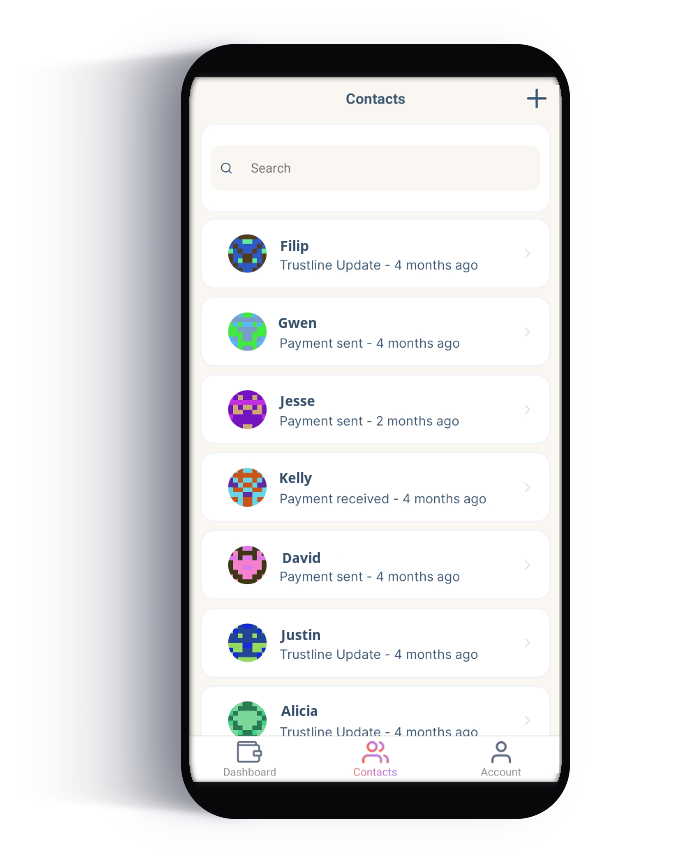 Contacts
Search
Filip
Trustline Update - 4 months ago
Gwen
Payment sent - 4 months ago
Jesse
Payment sent - 2 months ago
Kelly
Payment received - 4 months ago
David
Payment sent - 4 months ago
Justin
Trustline Update - 4 months ago
Alicia
Trustline Update - 4 months ago
Dashboard Contacts Account